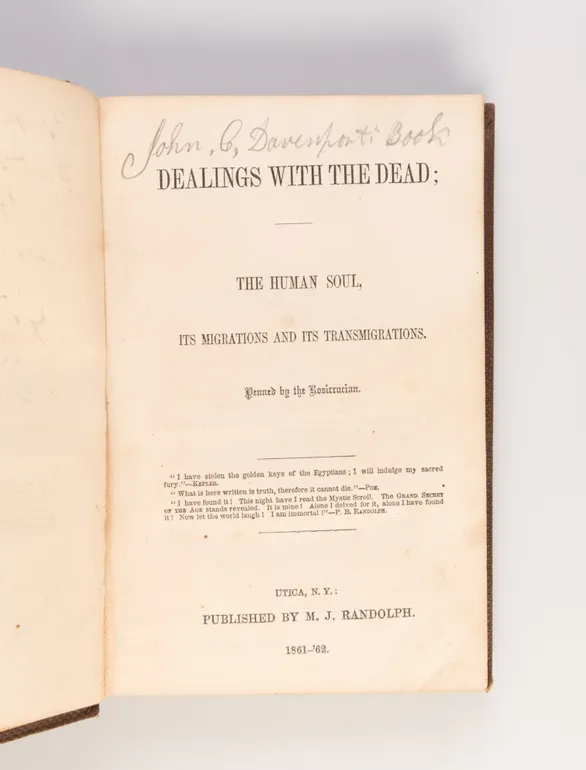 John, C, Davenport's Book
DEALINGS WITH THE DEAD;
THE HUMAN SOUL,
ITS MIGRATIONS AND ITS TRANSMIGRATIONS.
Penned by the Rosicrucian.
"I have stolen the golden keys of the Egyptians; I will indulge my sacred
fury."—KEPLER.
"What is here written is truth, therefore it cannot die."—POE.
"I have found it! This night have I read the Mystic Scroll. The GRAND SECRET
OF THE AGE stands revealed. It is mine! Alone I delved for it, alone I have found
it! Now let the world laugh! I am immortal!"—P. B. RANDOLPH.
UTICA, N. Y.:
PUBLISHED BY M. J. RANDOLPH.
1861–'62.